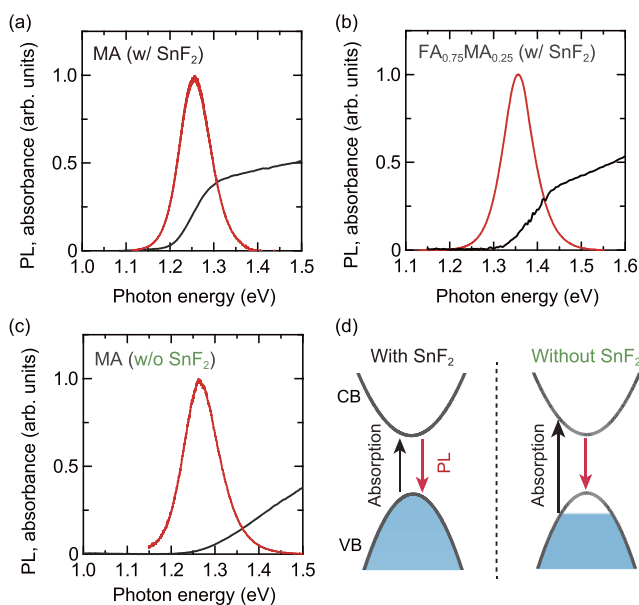 (a)
MA (w/ SnF2)
PL, absorbance (arb. units)
1.0
0.5
0
1.0 1.1 1.2 1.3 1.4 1.5
Photon energy (eV)
(b)
FA0.75MA0.25 (w/ SnF2)
PL, absorbance (arb. units)
1.0
0.5
0
1.1 1.2 1.3 1.4 1.5 1.6
Photon energy (eV)
(c)
MA (w/o SnF2)
PL, absorbance (arb. units)
1.0
0.5
0
1.0 1.1 1.2 1.3 1.4 1.5
Photon energy (eV)
(d)
With SnF2
Without SnF2
CB
Absorption
PL
Absorption
VB